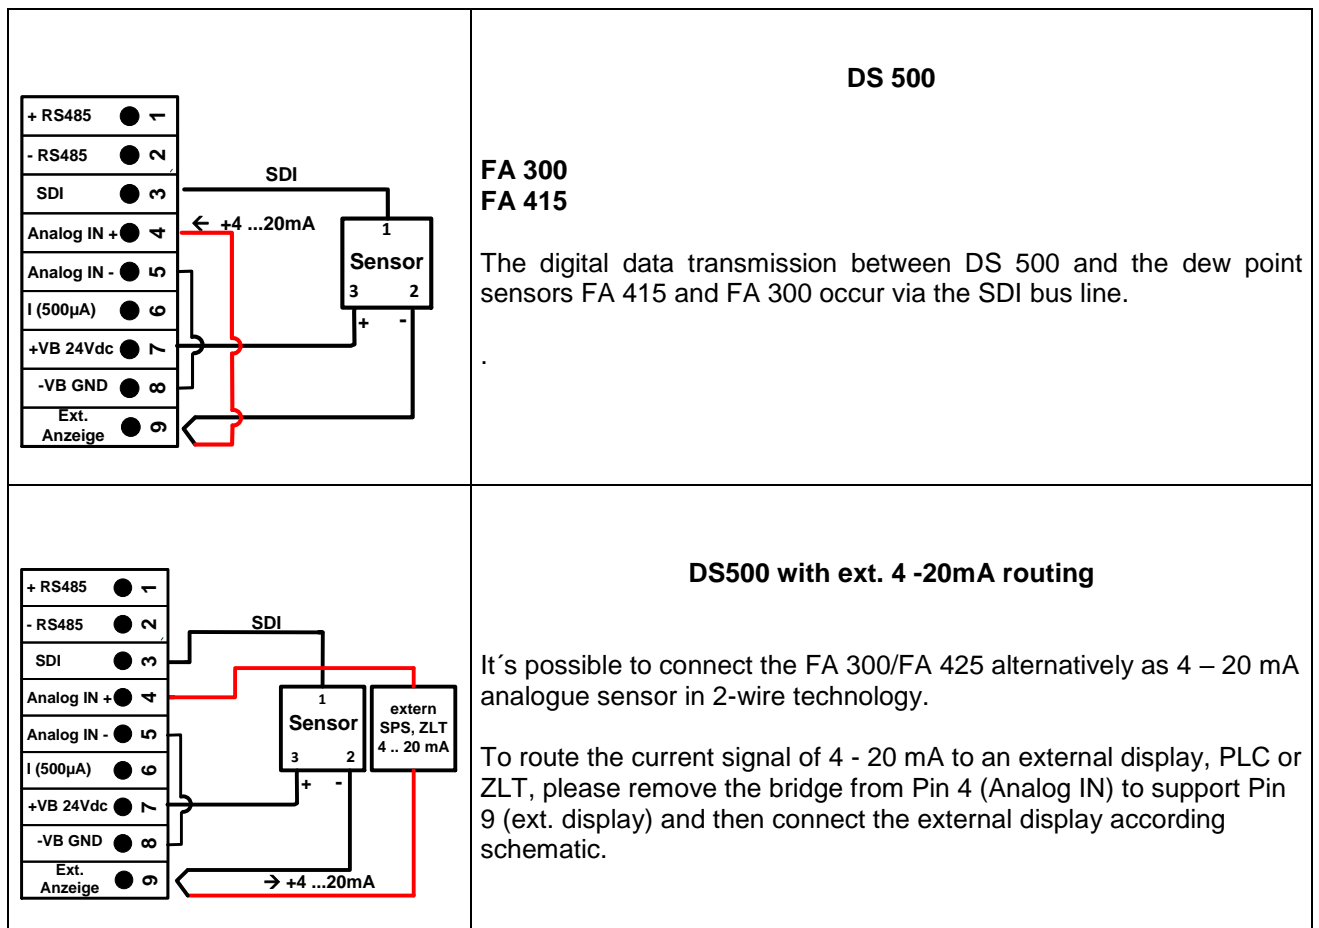 DS 500
+ RS485 1
- RS485 2
SDI 3
Analog IN + 4
Analog IN - 5
I (500µA) 6
+VB 24Vdc 7
-VB GND 8
Ext.
Anzeige 9
SDI
← +4 ...20mA
1
Sensor
3 2
+ -
FA 300
FA 415
The digital data transmission between DS 500 and the dew point
sensors FA 415 and FA 300 occur via the SDI bus line.
.
DS500 with ext. 4 -20mA routing
+ RS485 1
- RS485 2
SDI 3
Analog IN + 4
Analog IN - 5
I (500µA) 6
+VB 24Vdc 7
-VB GND 8
Ext.
Anzeige 9
SDI
1
Sensor
3 2
+ -
extern
SPS, ZLT
4 .. 20 mA
→ +4 ...20mA
It´s possible to connect the FA 300/FA 425 alternatively as 4 – 20 mA
analogue sensor in 2-wire technology.
To route the current signal of 4 - 20 mA to an external display, PLC or
ZLT, please remove the bridge from Pin 4 (Analog IN) to support Pin
9 (ext. display) and then connect the external display according
schematic.